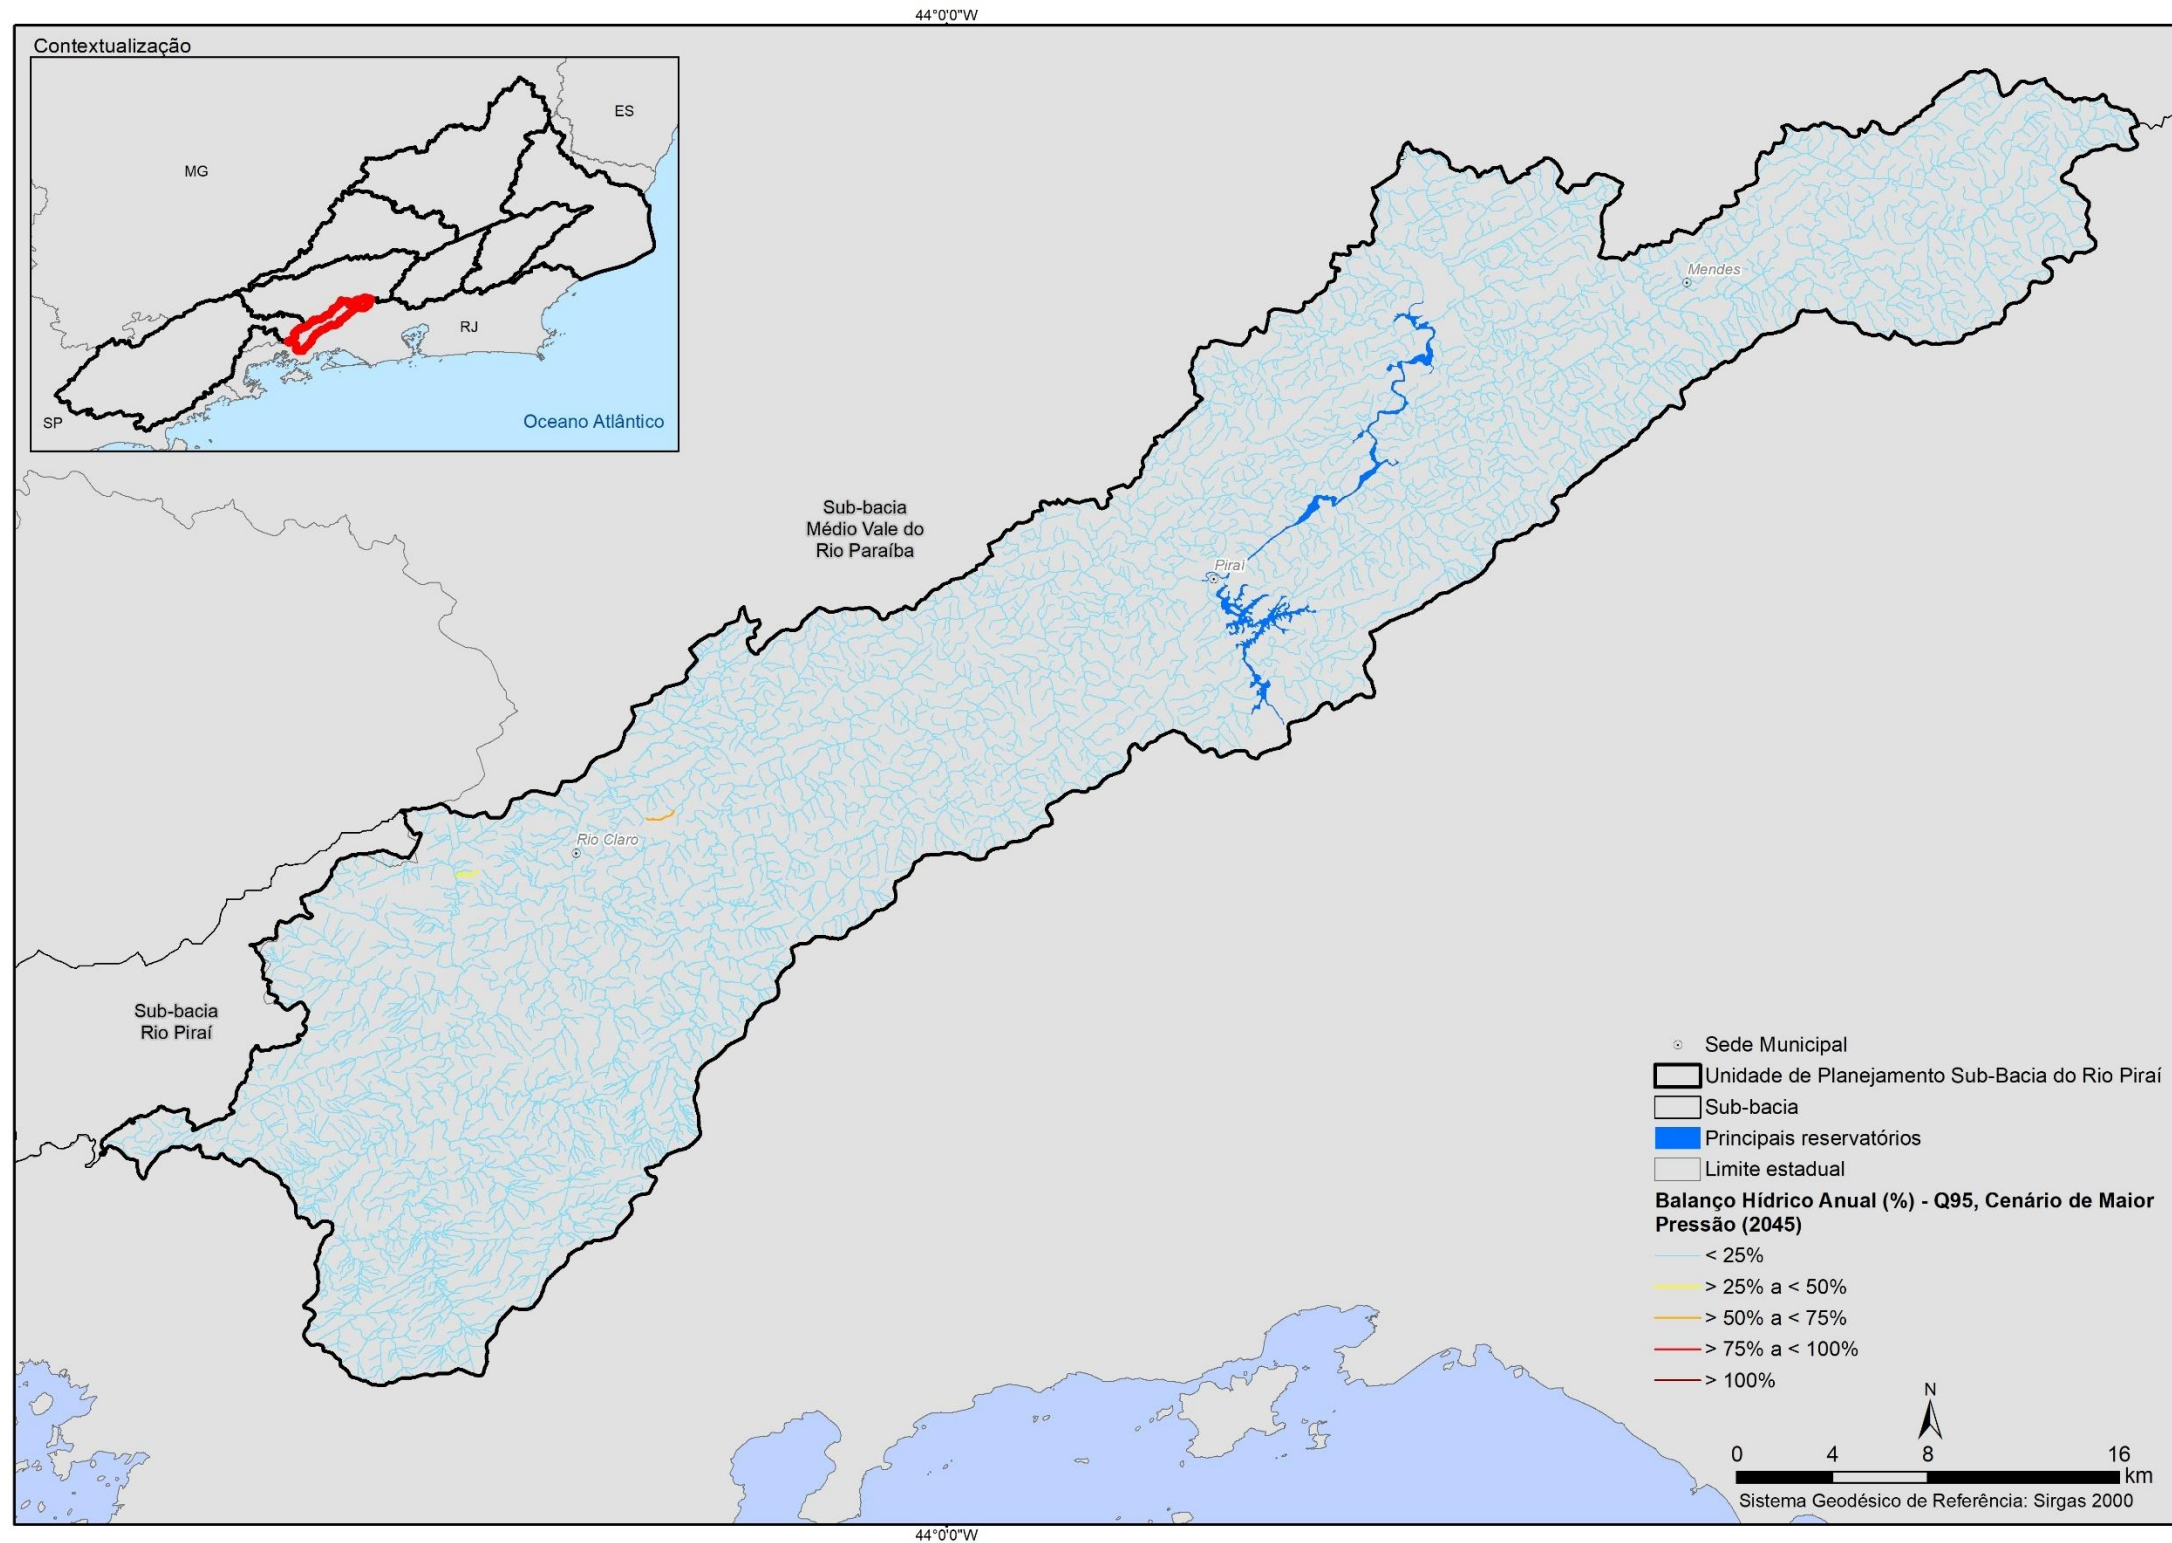 44°0'0"W
Contextualização
ES
MG
RJ
Oceano Atlântico
SP
Mendes
Sub-bacia
Médio Vale do
Rio Paraíba
Piraí
Rio Claro
Sub-bacia
Rio Piraí
Sede Municipal
Unidade de Planejamento Sub-Bacia do Rio Piraí
Sub-bacia
Principais reservatórios
Limite estadual
Balanço Hídrico Anual (%) - Q95, Cenário de Maior
Pressão (2045)
< 25%
> 25% a < 50%
> 50% a < 75%
> 75% a < 100%
> 100%
N
0 4 8 16
km
Sistema Geodésico de Referência: Sirgas 2000
44°0'0"W